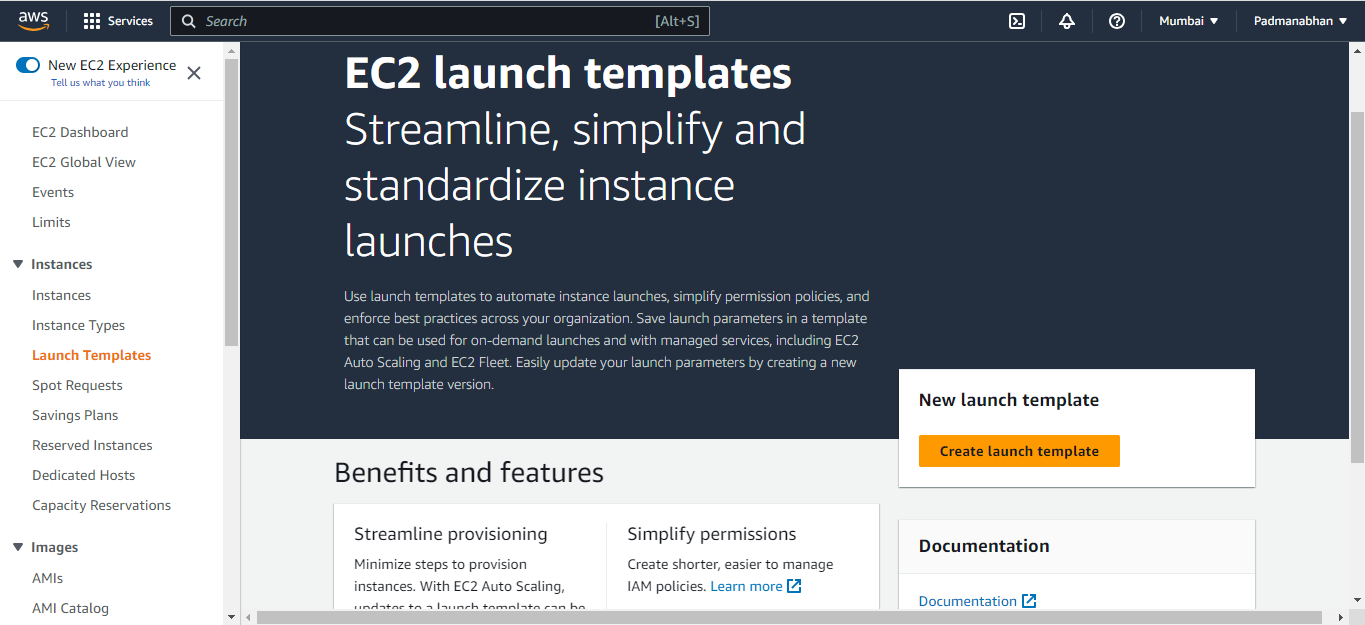 aws
Services
Search
[Alt+S]
Mumbai
Padmanabhan
New EC2 Experience
Tell us what you think
EC2 Dashboard
EC2 Global View
Events
Limits
Instances
Instances
Instance Types
Launch Templates
Spot Requests
Savings Plans
Reserved Instances
Dedicated Hosts
Capacity Reservations
Images
AMIs
AMI Catalog
EC2 launch templates
Streamline, simplify and
standardize instance
launches
Use launch templates to automate instance launches, simplify permission policies, and
enforce best practices across your organization. Save launch parameters in a template
that can be used for on-demand launches and with managed services, including EC2
Auto Scaling and EC2 Fleet. Easily update your launch parameters by creating a new
launch template version.
New launch template
Create launch template
Benefits and features
Streamline provisioning
Minimize steps to provision
instances. With EC2 Auto Scaling,
updates to a launch template can be
Simplify permissions
Create shorter, easier to manage
IAM policies. Learn more
Documentation
Documentation